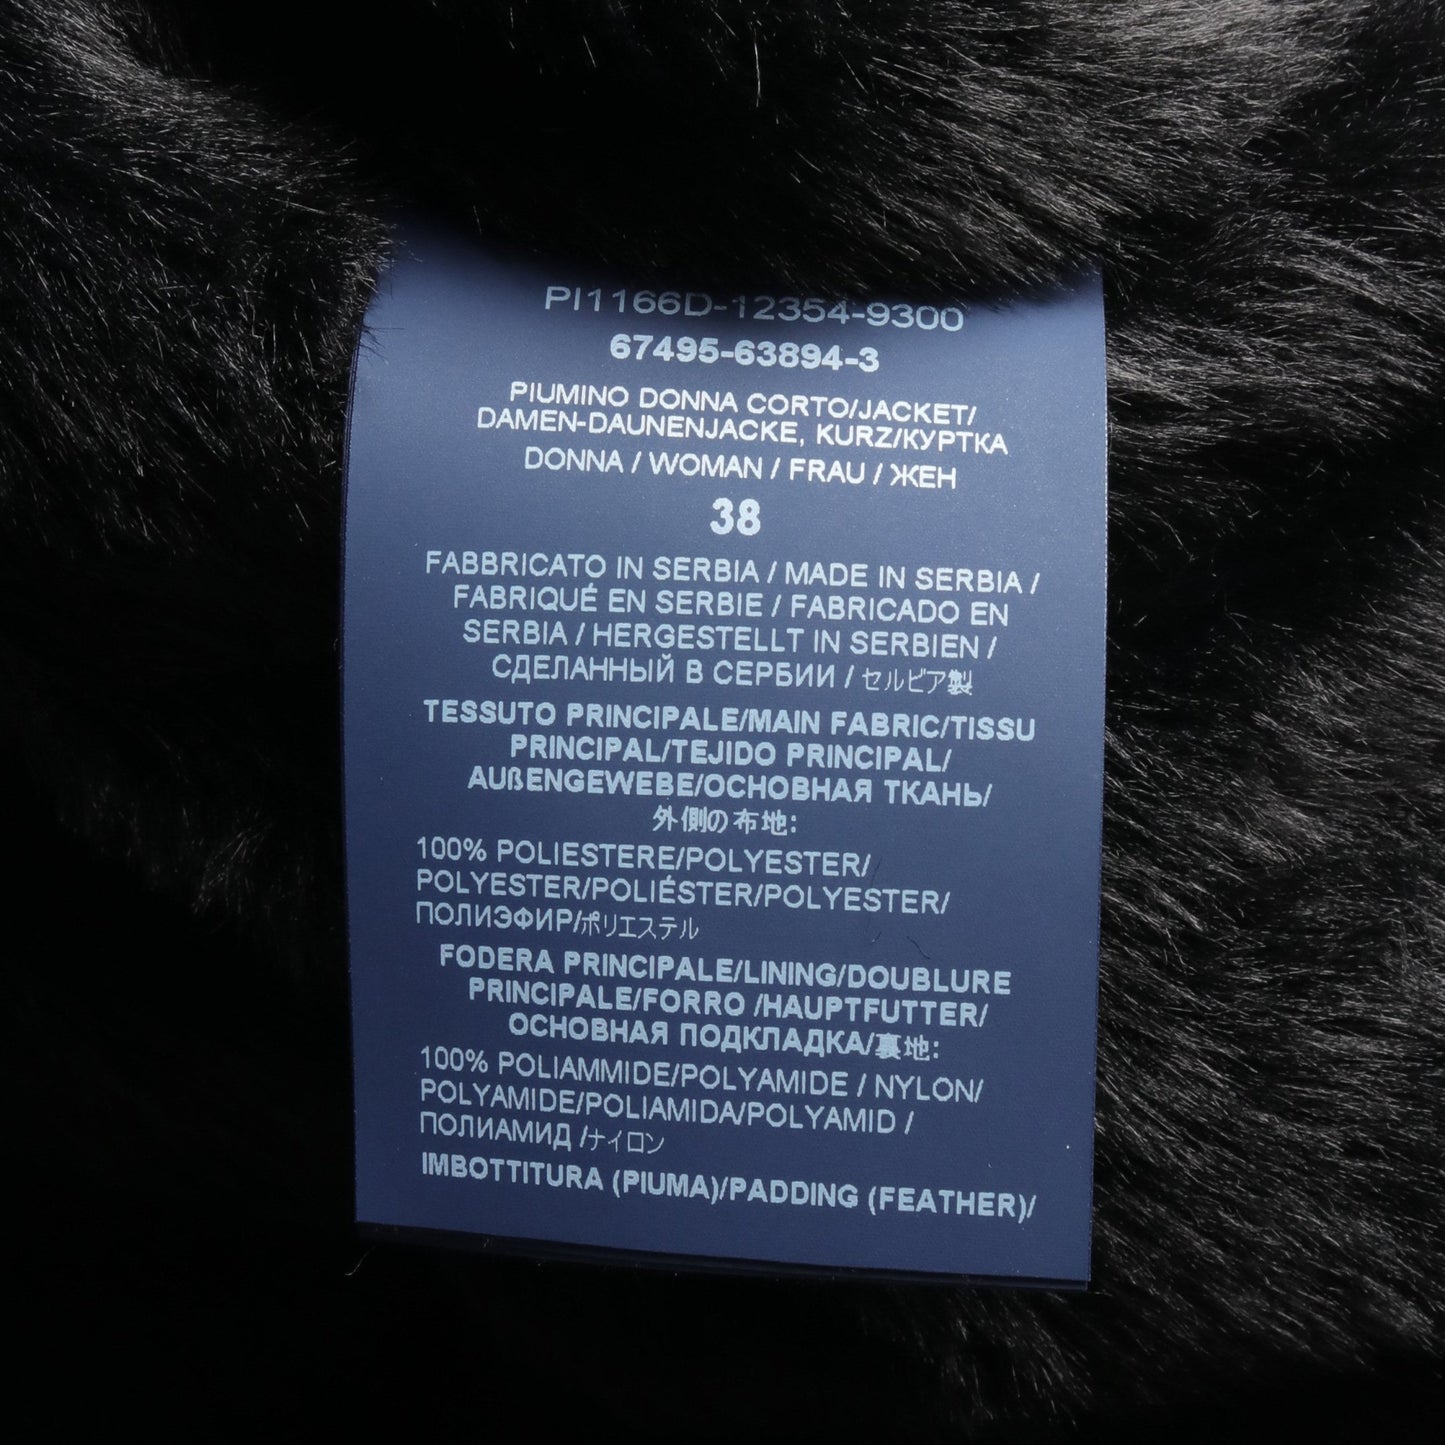 PI1166D-12354-9300
67495-63894-3
PIUMINO DONNA CORTO/JACKET/
DAMEN-DAUNENJACKE, KURZ/КУРТКА
DONNA / WOMAN / FRAU / ЖЕН
38
FABBRICATO IN SERBIA / MADE IN SERBIA /
FABRIQUÉ EN SERBIE / FABRICADO EN
SERBIA / HERGESTELLT IN SERBIEN /
СДЕЛАННЫЙ В СЕРБИИ / セルビア製
TESSUTO PRINCIPALE/MAIN FABRIC/TISSU
PRINCIPAL/TEJIDO PRINCIPAL/
AUßENGEWEBE/ОСНОВНАЯ ТКАНЬ/
外側の布地:
100% POLIESTERE/POLYESTER/
POLYESTER/POLIÉSTER/POLYESTER/
ПОЛИЭФИР/ポリエステル
FODERA PRINCIPALE/LINING/DOUBLURE
PRINCIPALE/FORRO /HAUPTFUTTER/
ОСНОВНАЯ ПОДКЛАДКА/裏地:
100% POLIAMMIDE/POLYAMIDE / NYLON/
POLYAMIDE/POLIAMIDA/POLYAMID /
ПОЛИАМИД /ナイロン
IMBOTTITURA (PIUMA)/PADDING (FEATHER)/